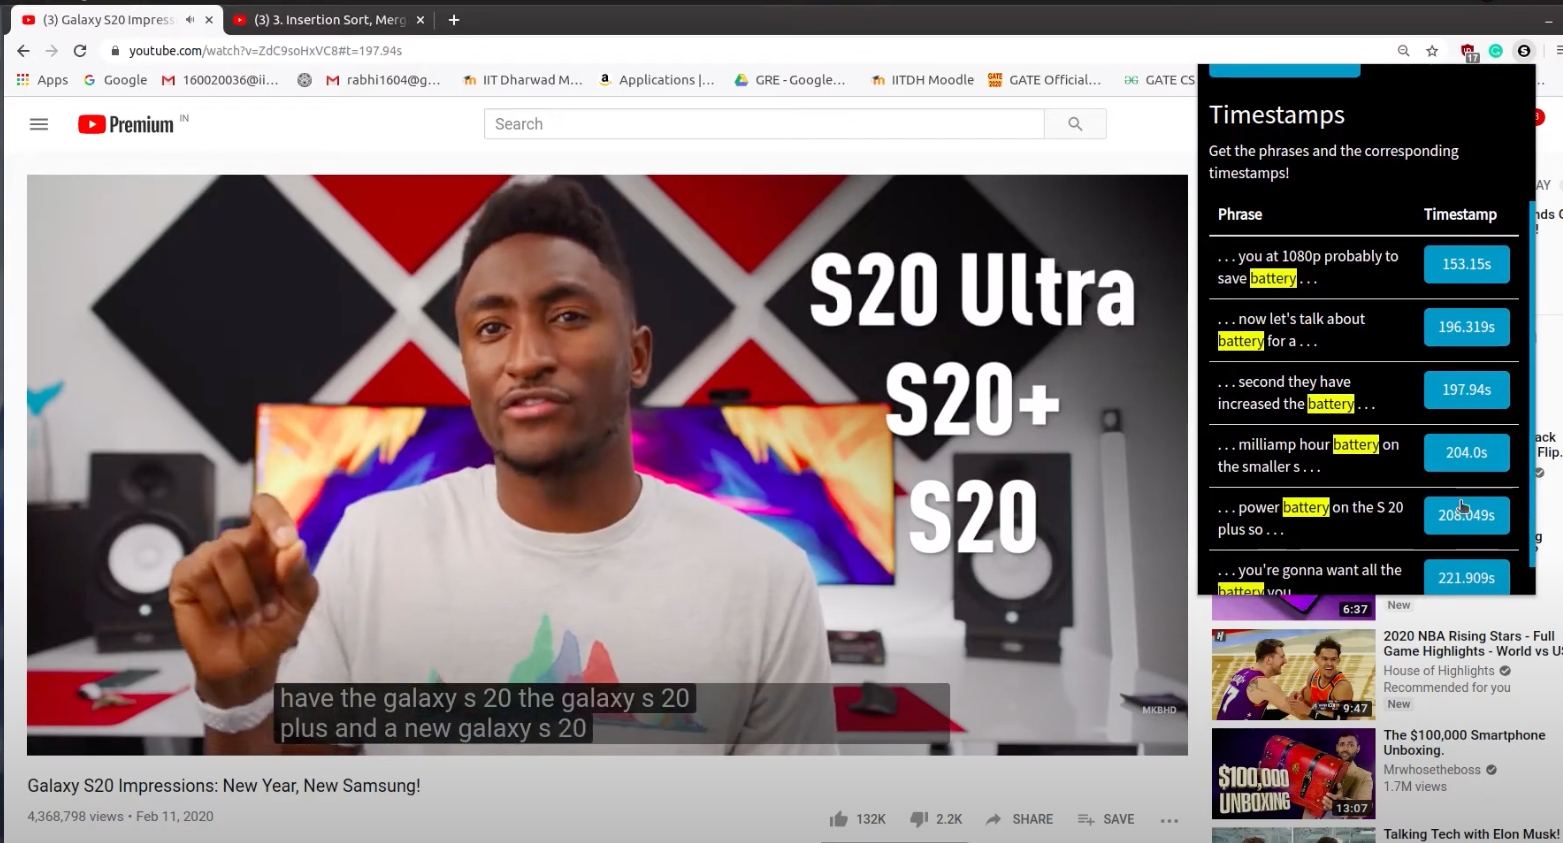 (3) Galaxy S20 Impress
(3) 3. Insertion Sort, Merg
youtube.com/watch?v=ZdC9soHxVC8#t=197.94s
17
Apps
Google
160020036@ii...
rabhi1604@g...
IIT Dharwad M...
Applications |...
GRE - Google...
IITDH Moodle
GATE Official...
GATE CS
Premium
IN
Search
S20 Ultra
S20+
S20
have the galaxy s 20 the galaxy s 20
plus and a new galaxy s 20
MKBHD
Galaxy S20 Impressions: New Year, New Samsung!
4,368,798 views • Feb 11, 2020
132K
2.2K
SHARE
SAVE
Timestamps
Get the phrases and the corresponding
timestamps!
Phrase Timestamp
. . . you at 1080p probably to
save battery . . .
153.15s
. . . now let's talk about
battery for a . . .
196.319s
. . . second they have
increased the battery . . .
197.94s
. . . milliamp hour battery on
the smaller s . . .
204.0s
. . . power battery on the S 20
plus so . . .
208.049s
. . . you're gonna want all the
battery you
221.909s
AY
nds
ack
Flip.
6:37
New
2020 NBA Rising Stars - Full
Game Highlights - World vs
House of Highlights
Recommended for you
New
9:47
The $100,000 Smartphone
Unboxing.
Mrwhosetheboss
1.7M views
$100,000
UNBOXING
13:07
Talking Tech with Elon Musk!